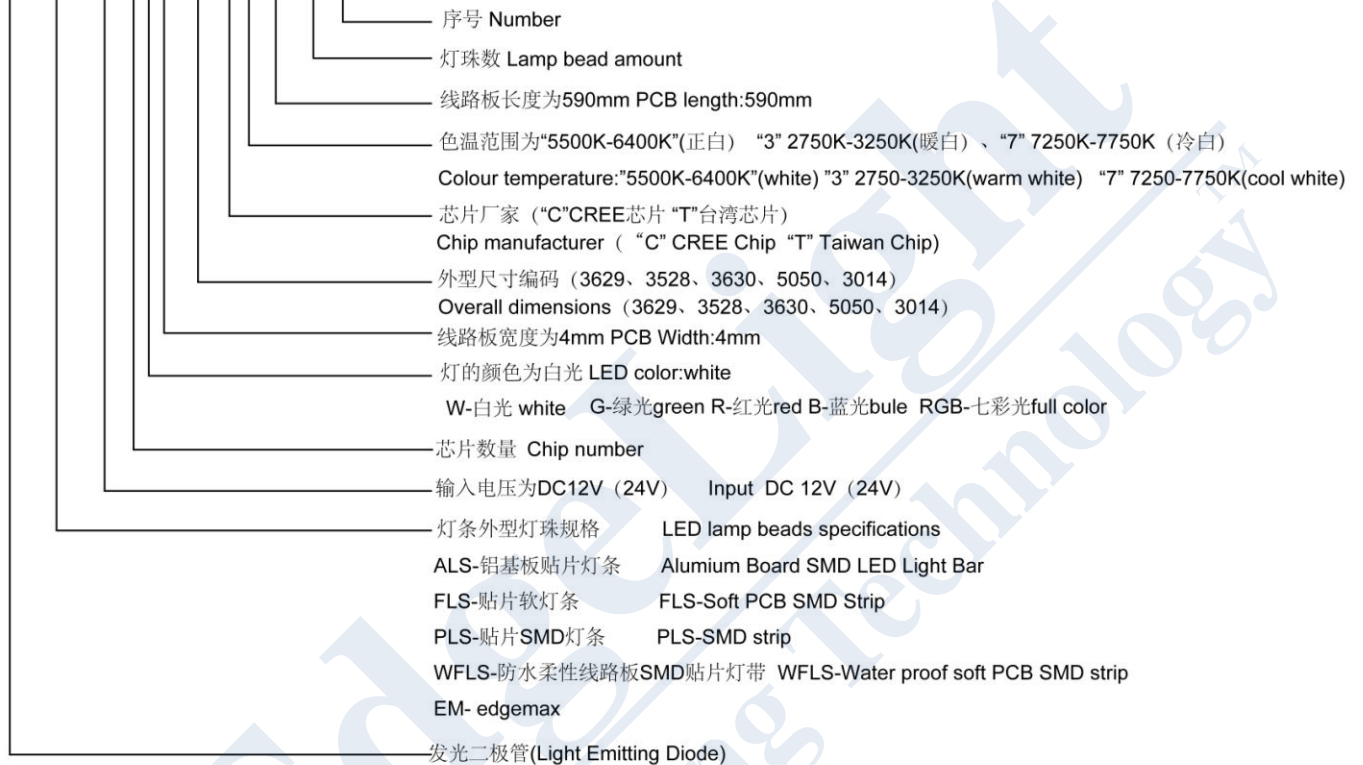 序号 Number
灯珠数 Lamp bead amount
线路板长度为590mm PCB length:590mm
色温范围为“5500K-6400K”(正白) “3” 2750K-3250K(暖白) 、“7” 7250K-7750K（冷白）
Colour temperature:”5500K-6400K”(white) ”3” 2750-3250K(warm white) “7” 7250-7750K(cool white)
芯片厂家（“C”CREE芯片 “T”台湾芯片）
Chip manufacturer（ “C” CREE Chip “T” Taiwan Chip)
外型尺寸编码（3629、3528、3630、5050、3014）
Overall dimensions（3629、3528、3630、5050、3014）
线路板宽度为4mm PCB Width:4mm
灯的颜色为白光 LED color:white
W-白光 white G-绿光green R-红光red B-蓝光bule RGB-七彩光full color
芯片数量 Chip number
输入电压为DC12V（24V） Input DC 12V（24V）
灯条外型灯珠规格 LED lamp beads specifications
ALS-铝基板贴片灯条 Alumium Board SMD LED Light Bar
FLS-贴片软灯条 FLS-Soft PCB SMD Strip
PLS-贴片SMD灯条 PLS-SMD strip
WFLS-防水柔性线路板SMD贴片灯带 WFLS-Water proof soft PCB SMD strip
EM- edgemax
发光二极管(Light Emitting Diode)
EdgeLight
Technology TM